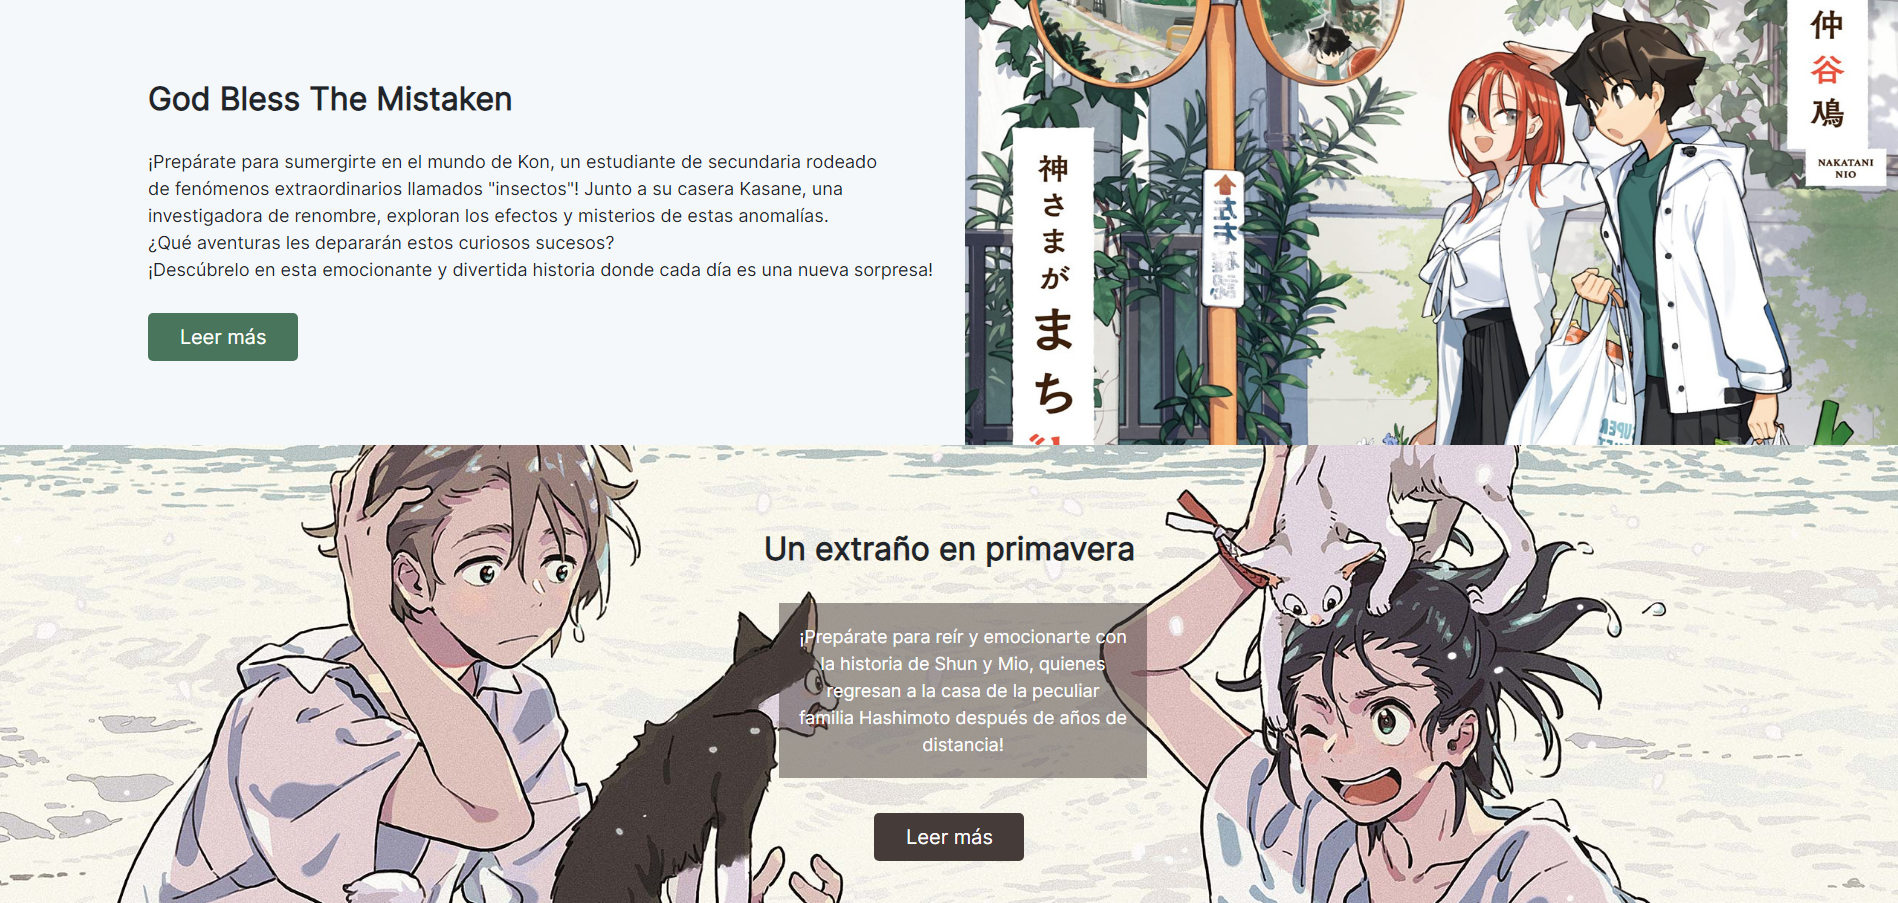 God Bless The Mistaken
¡Prepárate para sumergirte en el mundo de Kon, un estudiante de secundaria rodeado
de fenómenos extraordinarios llamados "insectos"! Junto a su casera Kasane, una
investigadora de renombre, exploran los efectos y misterios de estas anomalías.
¿Qué aventuras les depararán estos curiosos sucesos?
¡Descúbrelo en esta emocionante y divertida historia donde cada día es una nueva sorpresa!
Leer más
神さまがまち
左右
仲谷鳰
NAKATANI
NIO
Un extraño en primavera
¡Prepárate para reír y emocionarte con
la historia de Shun y Mio, quienes
regresan a la casa de la peculiar
familia Hashimoto después de años de
distancia!
Leer más